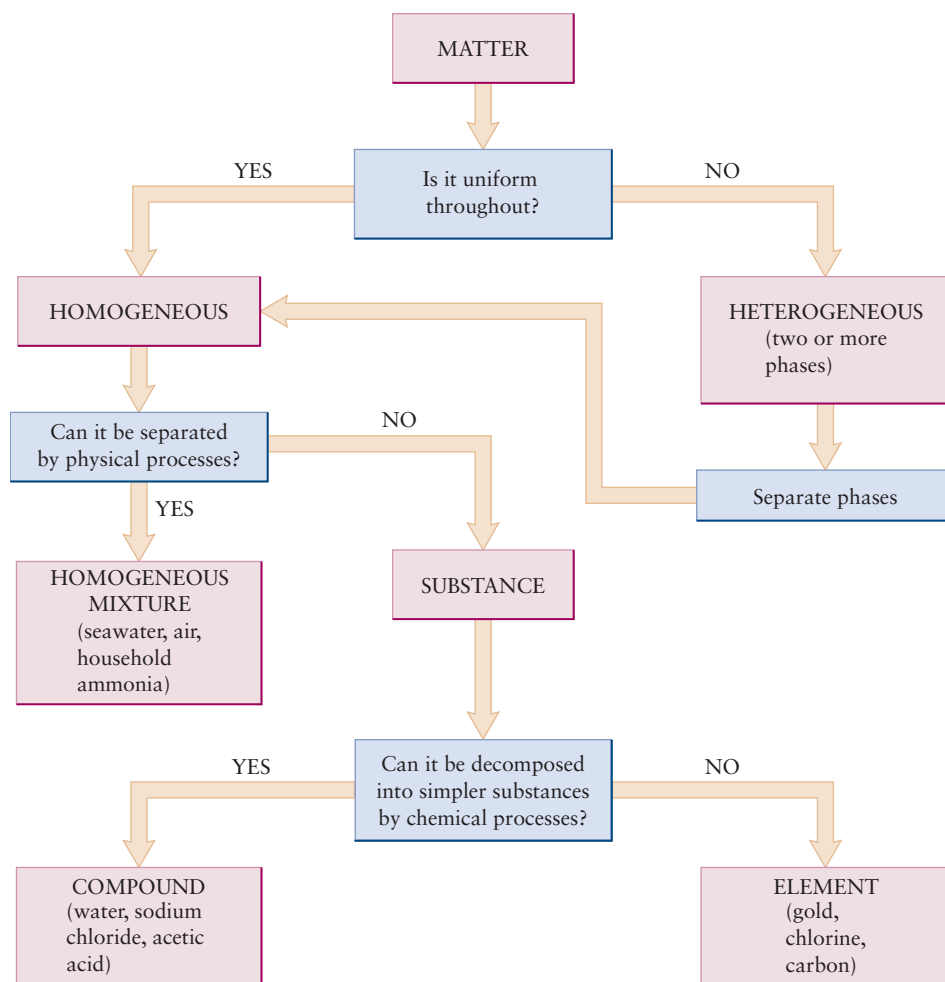 MATTER
YES
Is it uniform
throughout?
NO
HOMOGENEOUS
HETEROGENEOUS
(two or more
phases)
Can it be separated
by physical processes?
NO
Separate phases
YES
HOMOGENEOUS
MIXTURE
(seawater, air,
household
ammonia)
SUBSTANCE
YES
Can it be decomposed
into simpler substances
by chemical processes?
NO
COMPOUND
(water, sodium
chloride, acetic
acid)
ELEMENT
(gold,
chlorine,
carbon)